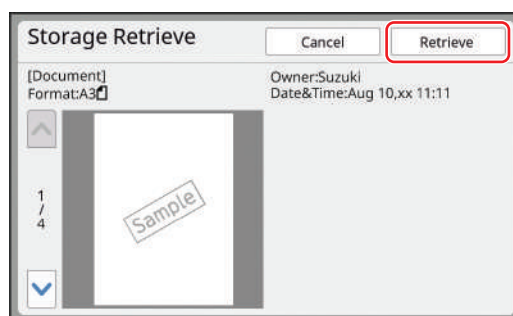 Storage Retrieve
Cancel
Retrieve
[Document]
Owner:Suzuki
Format:A3
Date&Time:Aug 10,xx 11:11
1
/
4
Sample